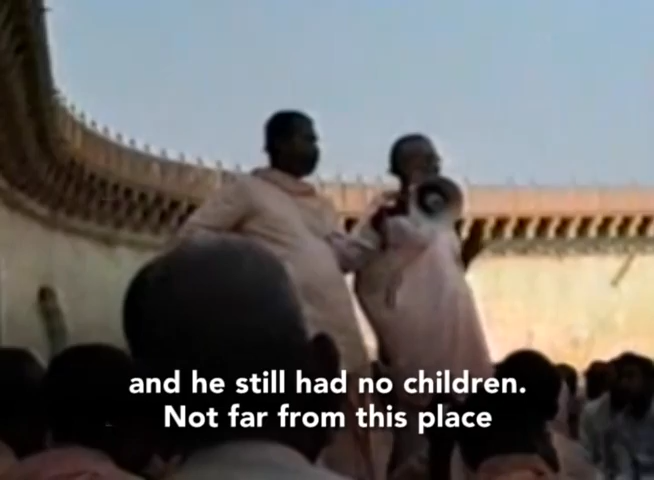 and he still had no children.
Not far from this place